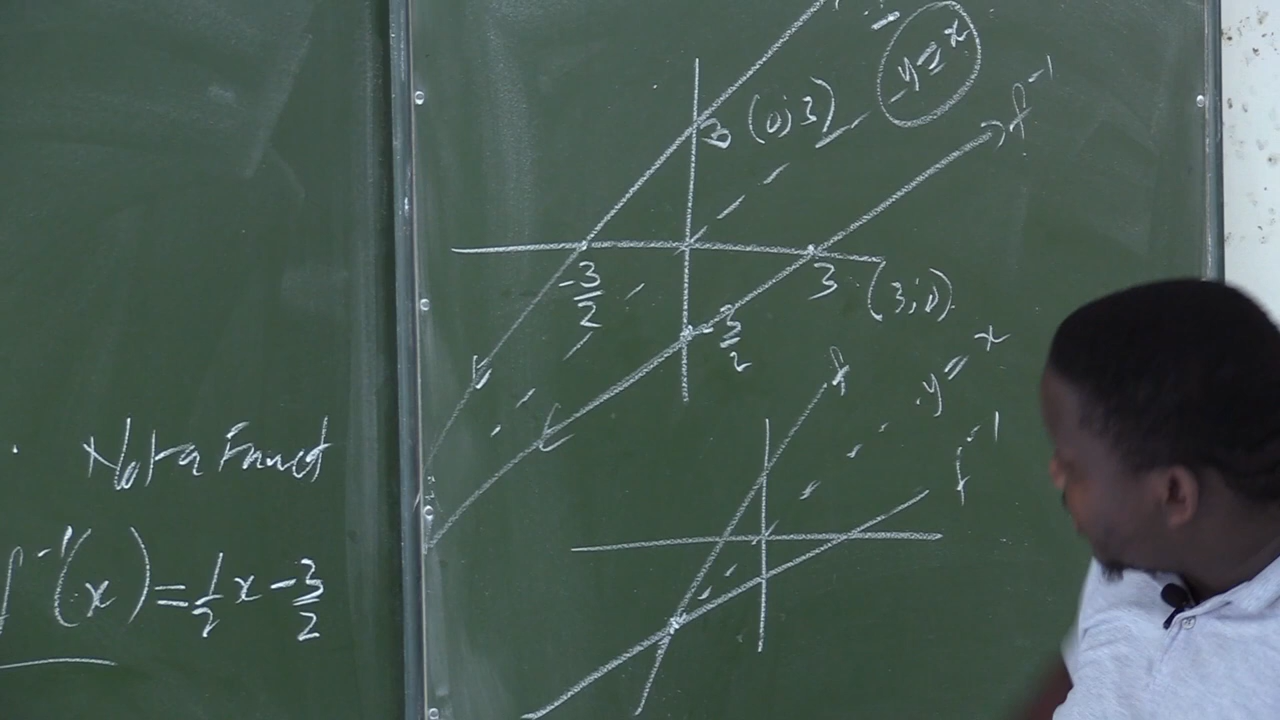 Not a Funct
f⁻¹(x) = 1/2 x - 3/2
y = x
f⁻¹
3 (0;3)
-3/2
3 (3;0)
-3/2
f
y = x
f⁻¹